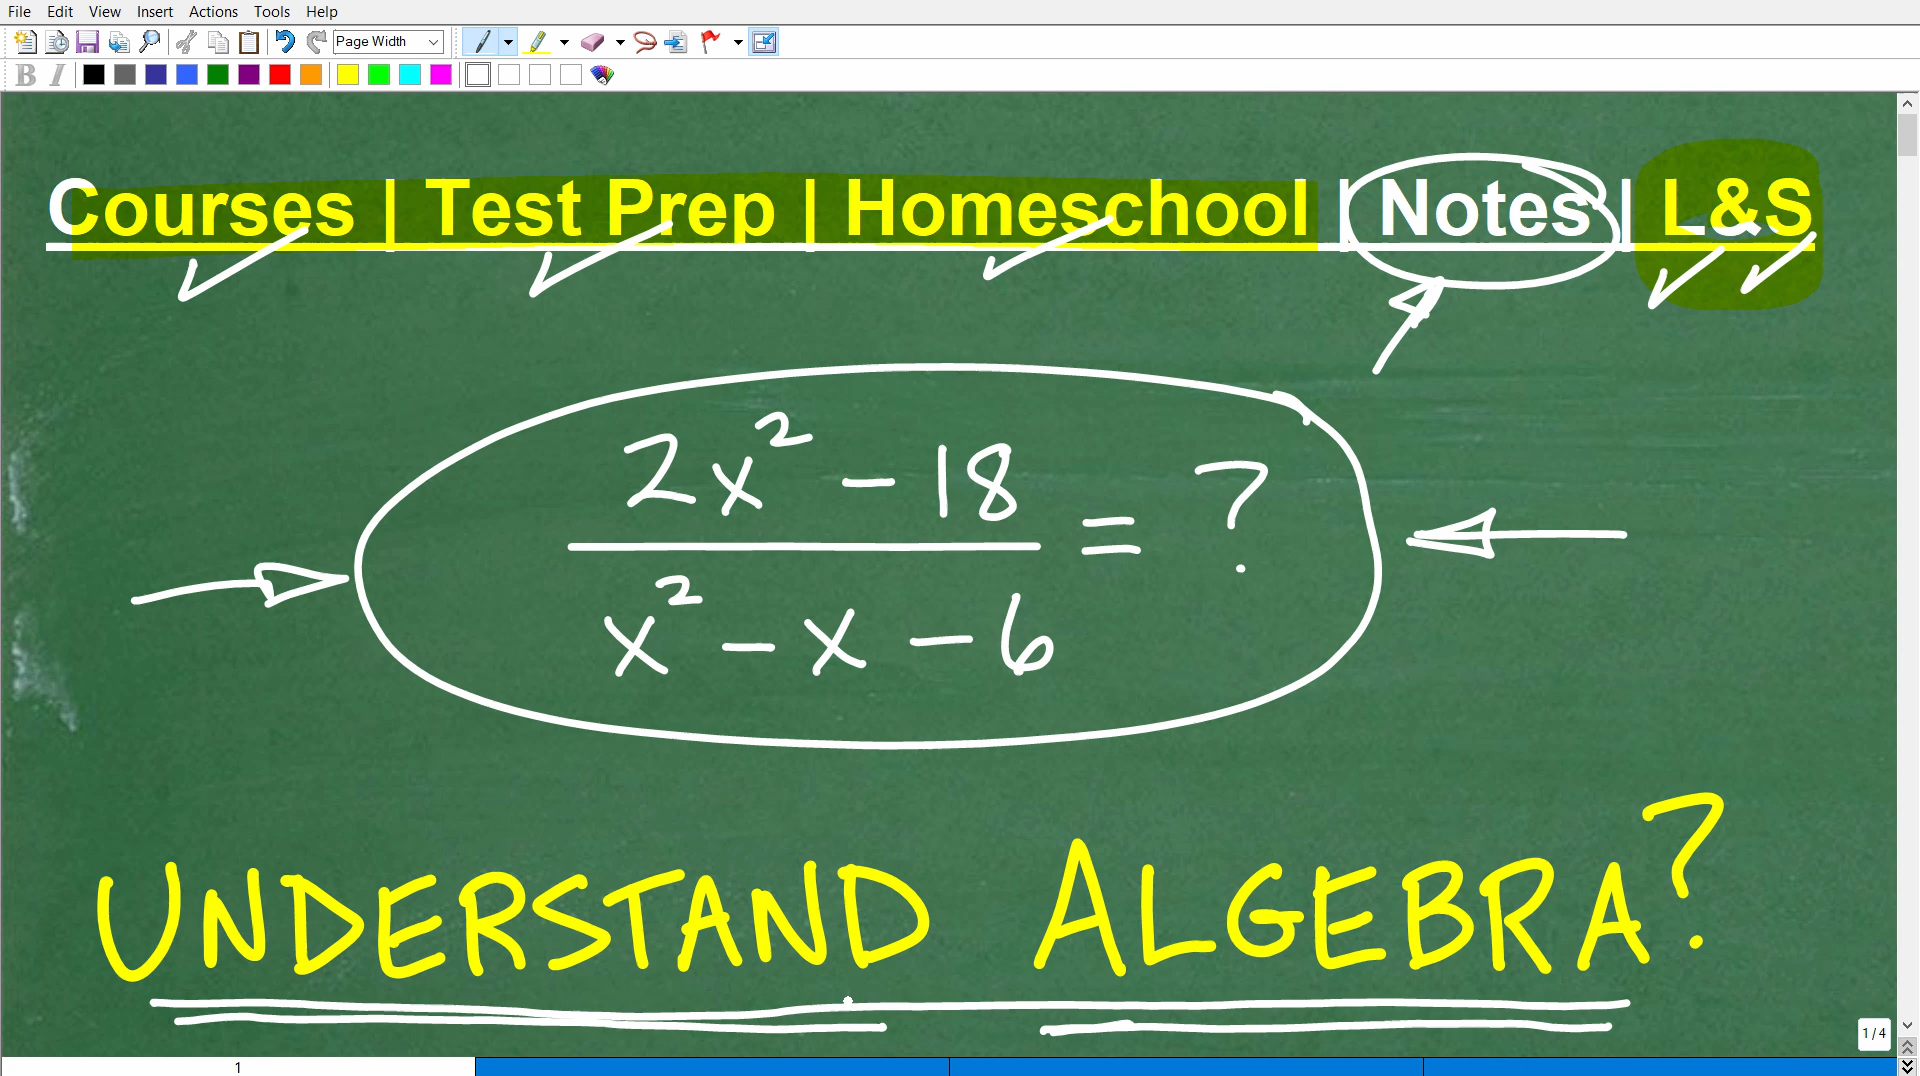 File Edit View Insert Actions Tools Help
Page Width
B I
Courses | Test Prep | Homeschool | Notes | L&S
2x² - 18
= ?
x² - x - 6
UNDERSTAND ALGEBRA?
1 / 4
1